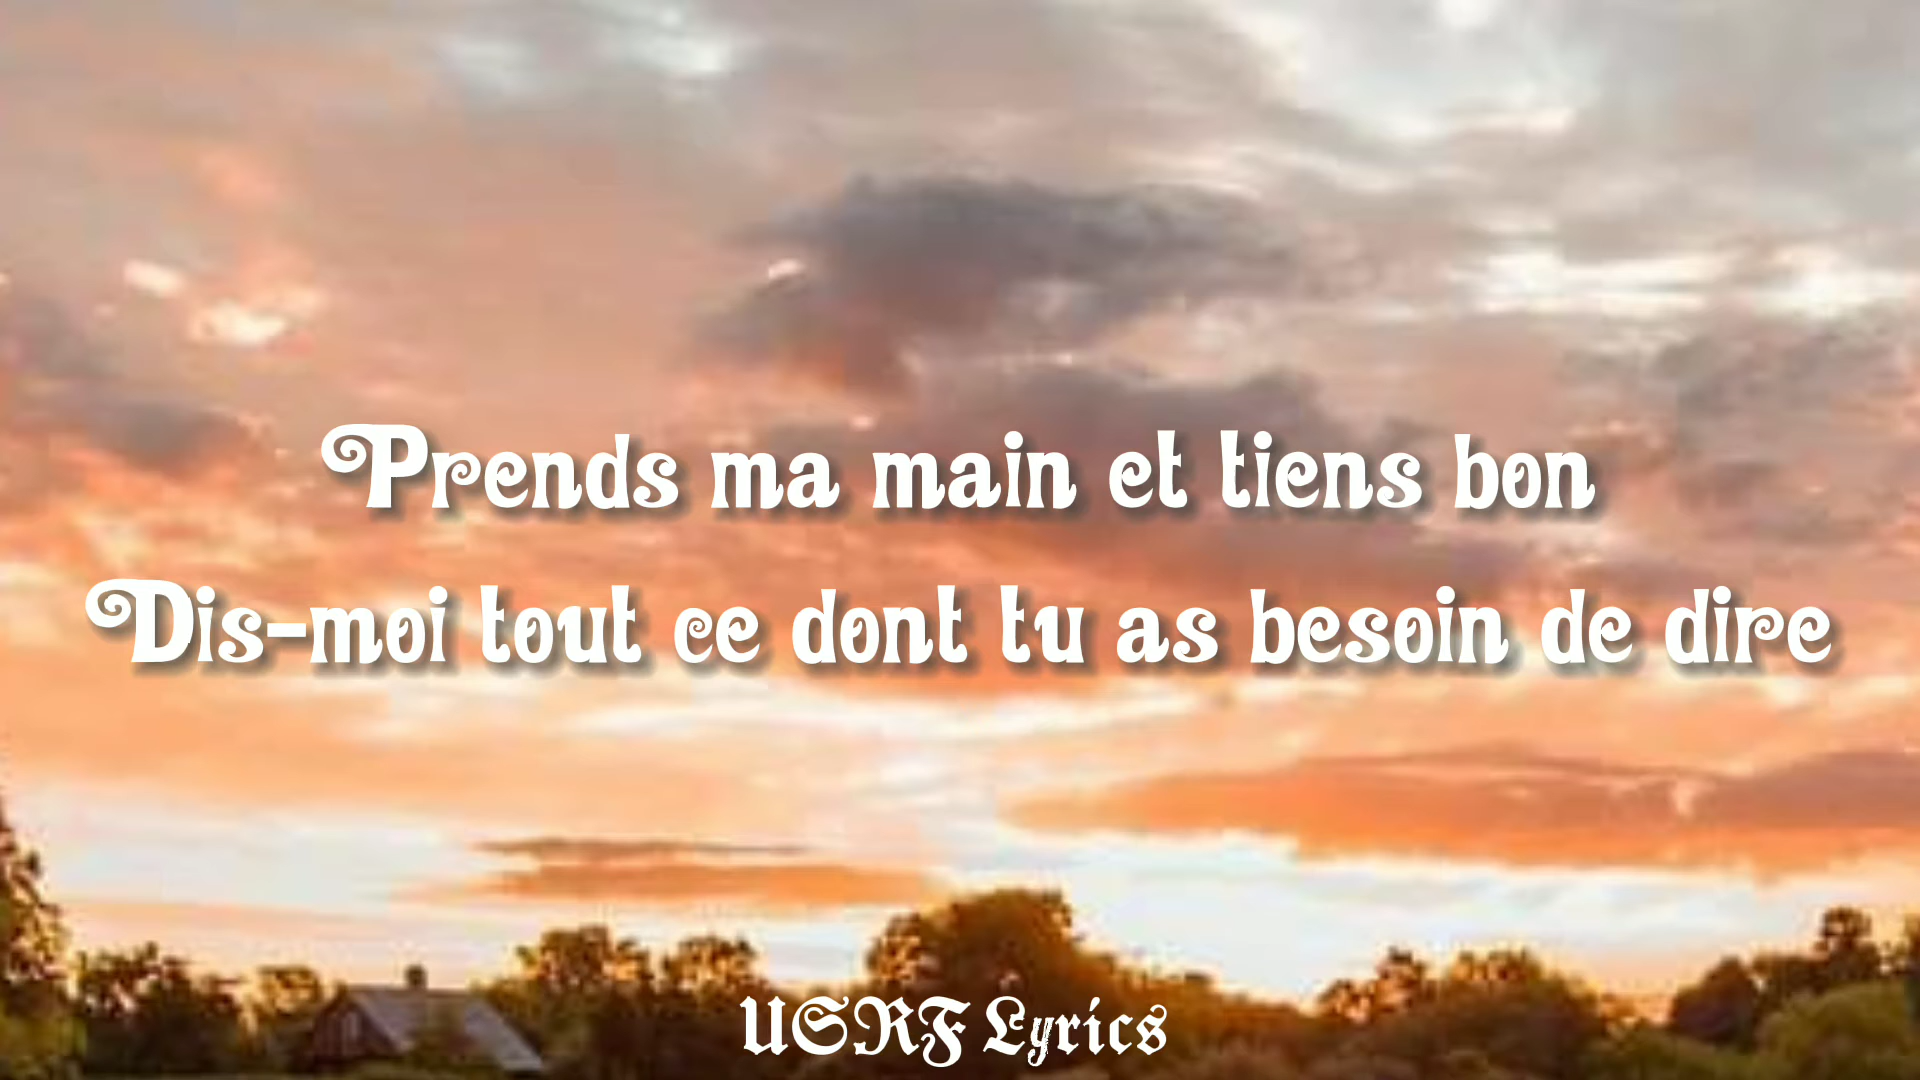 Prends ma main et tiens bon
Dis-moi tout ce dont tu as besoin de dire
USRF Lyrics